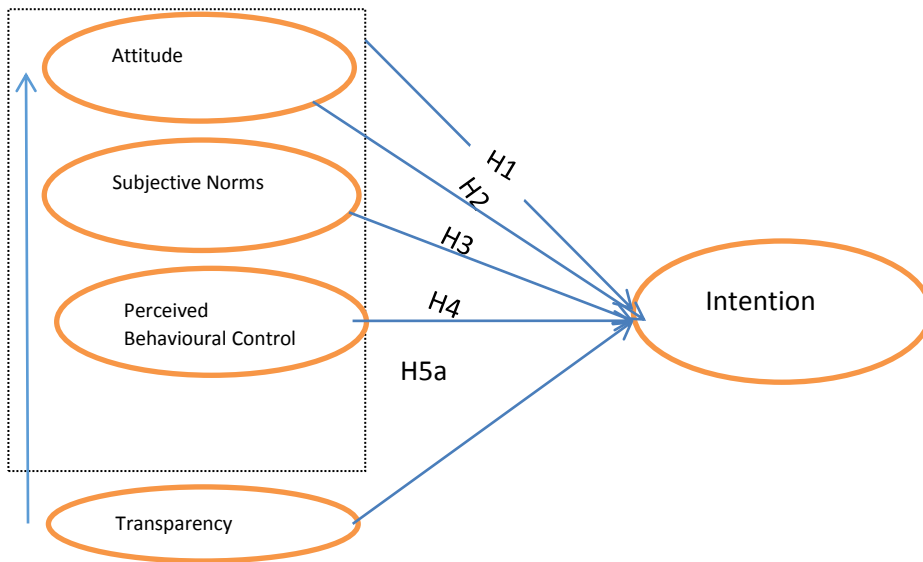 Attitude
H1
Subjective Norms
H2
H3
Perceived
Behavioural Control
H4
Intention
H5a
Transparency